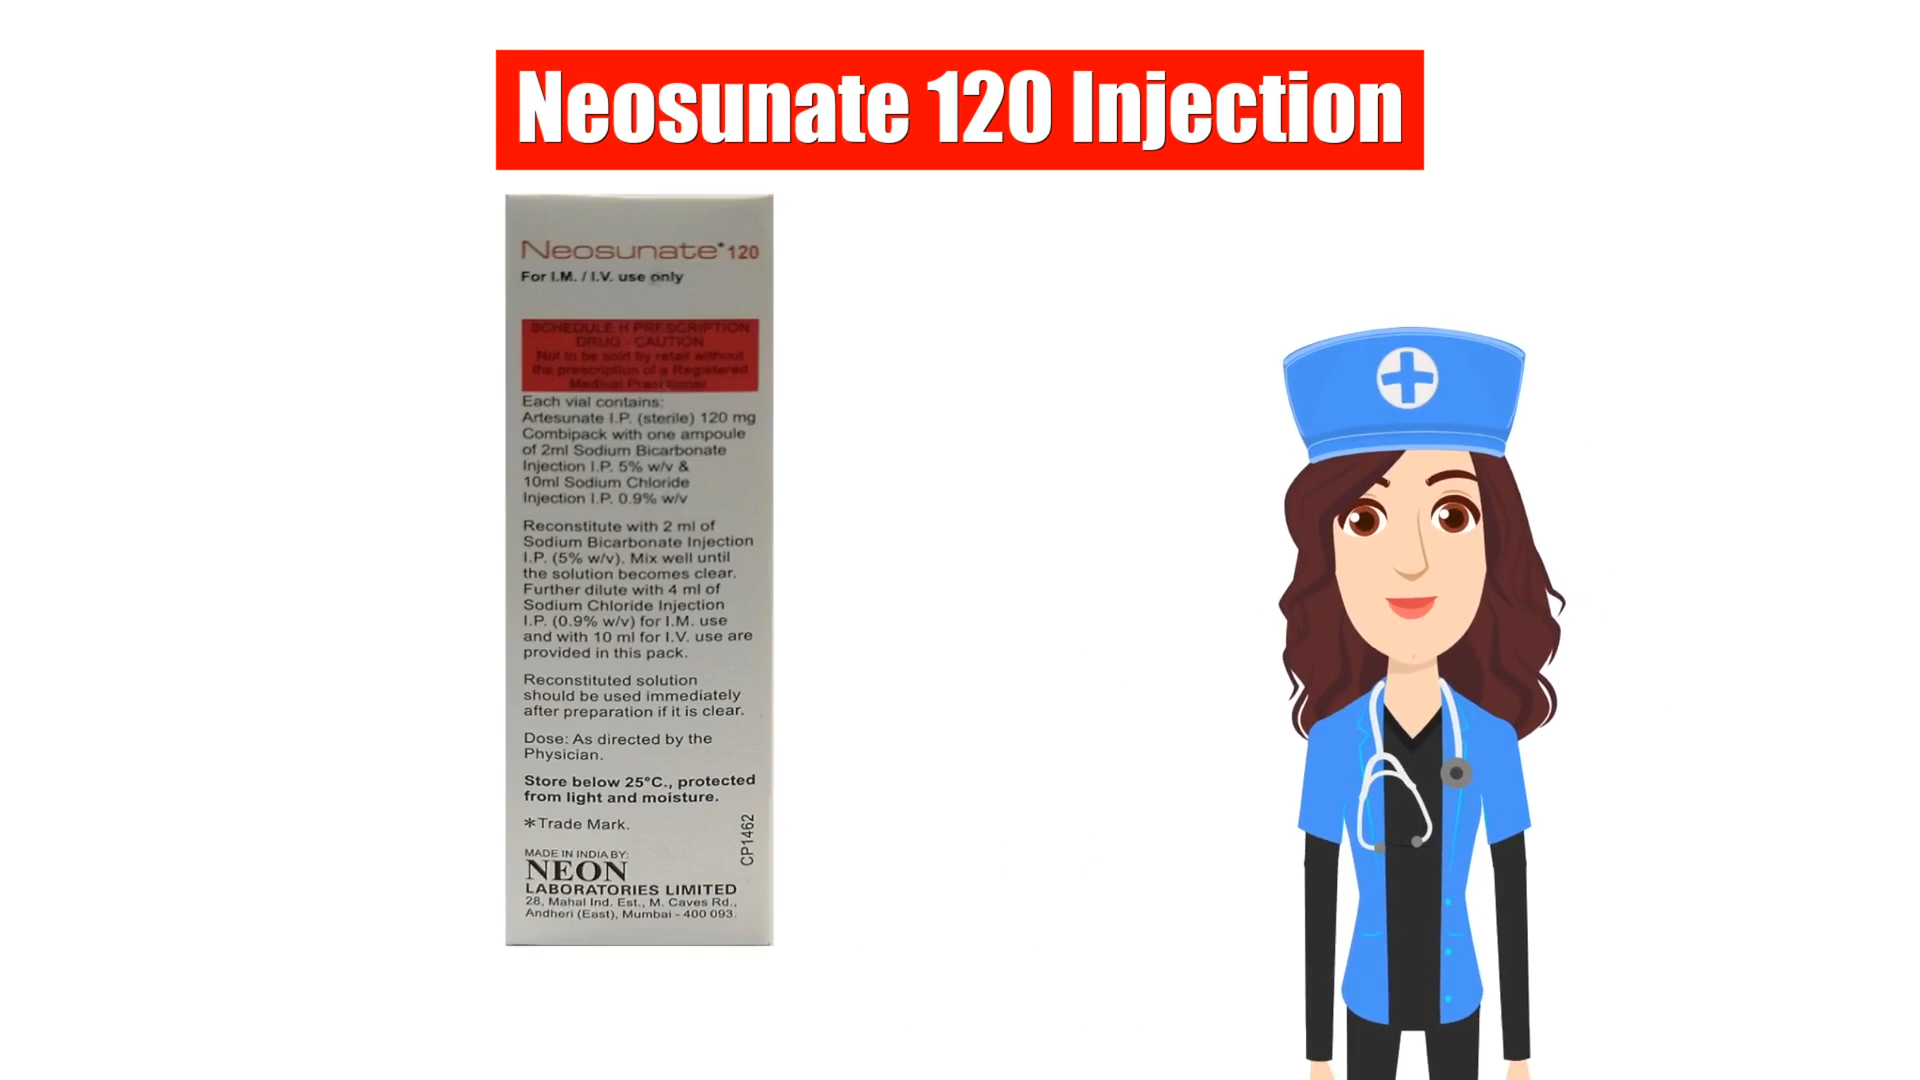 Neosunate 120 Injection
Neosunate*120
For I.M. / I.V. use only
SCHEDULE H PRESCRIPTION
DRUG - CAUTION
Not to be sold by retail without
the prescription of a Registered
Medical Practitioner
Each vial contains:
Artesunate I.P. (sterile) 120 mg
Combipack with one ampoule
of 2ml Sodium Bicarbonate
Injection I.P. 5% w/v &
10ml Sodium Chloride
Injection I.P. 0.9% w/v
Reconstitute with 2 ml of
Sodium Bicarbonate Injection
I.P. (5% w/v). Mix well until
the solution becomes clear.
Further dilute with 4 ml of
Sodium Chloride Injection
I.P. (0.9% w/v) for I.M. use
and with 10 ml for I.V. use are
provided in this pack.
Reconstituted solution
should be used immediately
after preparation if it is clear.
Dose: As directed by the
Physician.
Store below 25°C., protected
from light and moisture.
*Trade Mark.
CP1462
MADE IN INDIA BY:
NEON
LABORATORIES LIMITED
28, Mahal Ind. Est., M. Caves Rd.,
Andheri (East), Mumbai - 400 093.